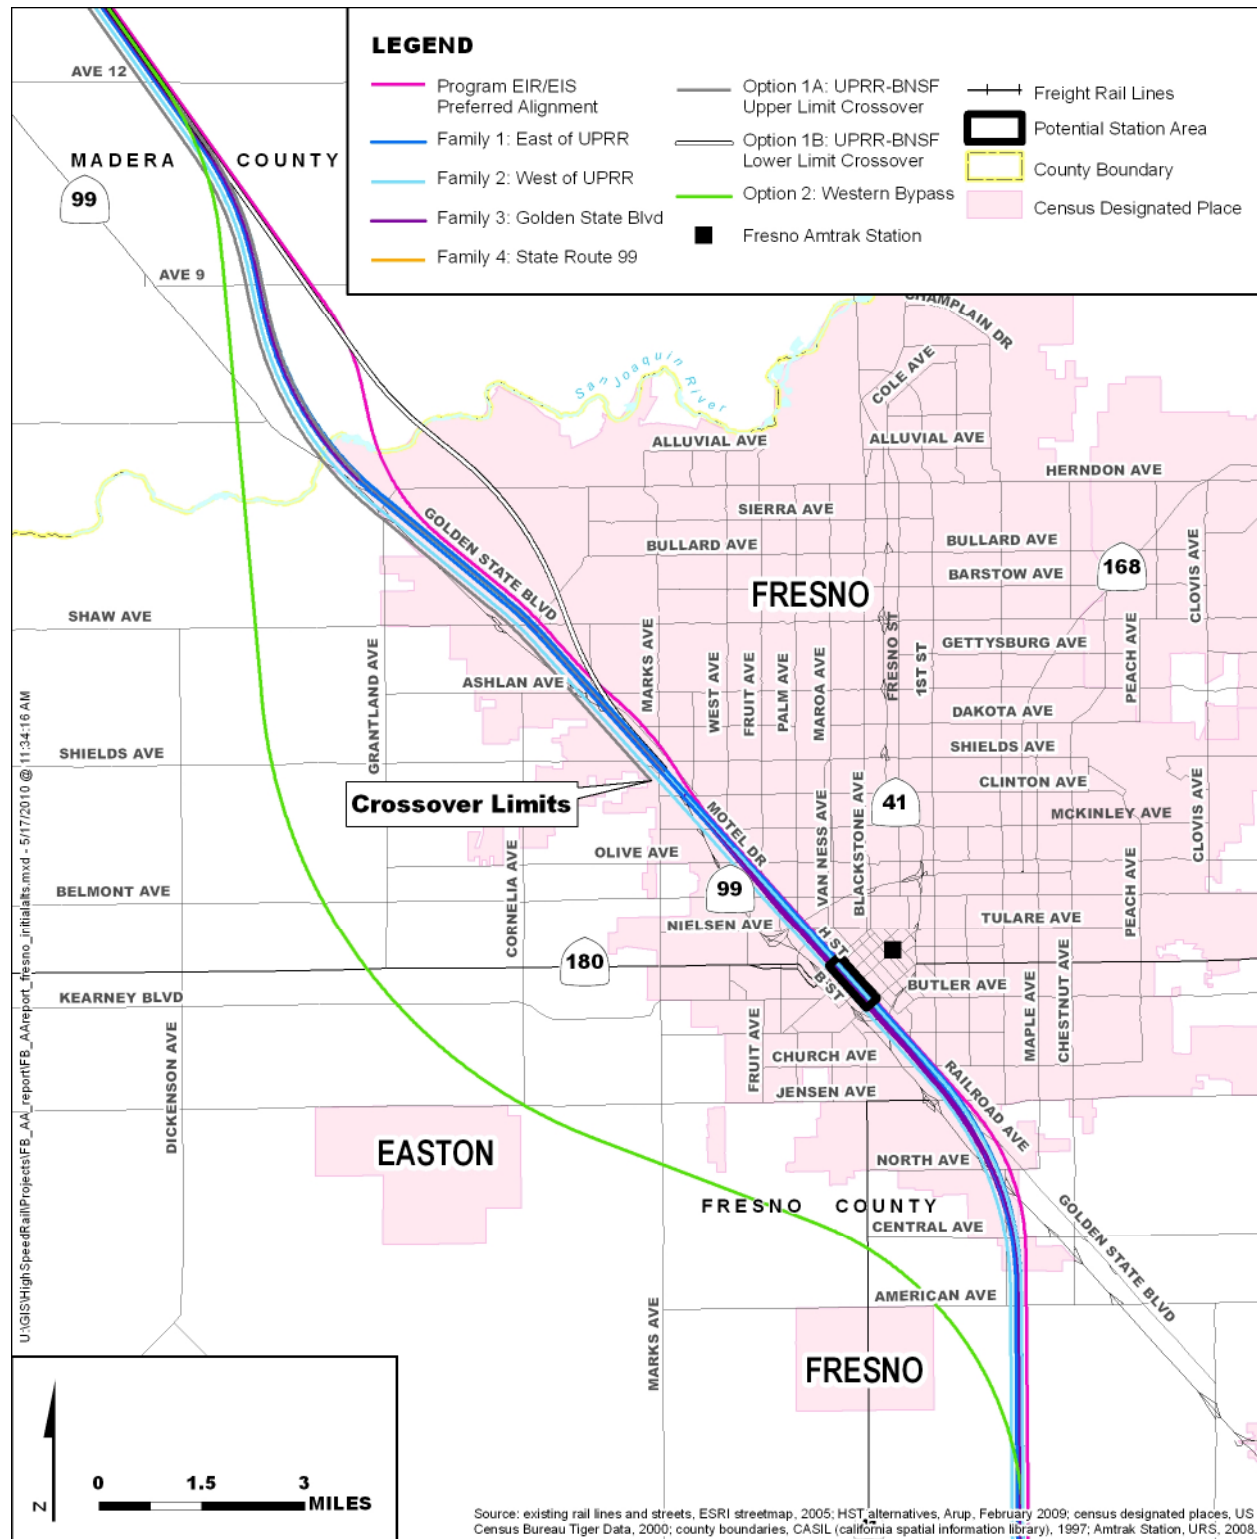 LEGEND
Program EIR/EIS
Preferred Alignment
Family 1: East of UPRR
Family 2: West of UPRR
Family 3: Golden State Blvd
Family 4: State Route 99
Option 1A: UPRR-BNSF
Upper Limit Crossover
Option 1B: UPRR-BNSF
Lower Limit Crossover
Option 2: Western Bypass
Fresno Amtrak Station
Freight Rail Lines
Potential Station Area
County Boundary
Census Designated Place
AVE 12
MADERA COUNTY
99
AVE 9
CHAMPLAIN DR
COLE AVE
San Joaquin River
ALLUVIAL AVE
ALLUVIAL AVE
HERNDON AVE
SIERRA AVE
GOLDEN STATE BLVD
BULLARD AVE
BULLARD AVE
BARSTOW AVE
168
CLOVIS AVE
FRESNO
SHAW AVE
GETTYSBURG AVE
GRANTLAND AVE
MARKS AVE
WEST AVE
FRUIT AVE
PALM AVE
MAROA AVE
FRESNO ST
1ST ST
PEACH AVE
ASHLAN AVE
DAKOTA AVE
SHIELDS AVE
SHIELDS AVE
CLINTON AVE
Crossover Limits
41
MCKINLEY AVE
MOTEL DR
VAN NESS AVE
BLACKSTONE AVE
CLOVIS AVE
OLIVE AVE
BELMONT AVE
99
CORNELIA AVE
PEACH AVE
NIELSEN AVE
TULARE AVE
H ST
180
B ST
BUTLER AVE
KEARNEY BLVD
MAPLE AVE
CHESTNUT AVE
DICKENSON AVE
FRUIT AVE
CHURCH AVE
JENSEN AVE
RAILROAD AVE
EASTON
NORTH AVE
FRESNO COUNTY
CENTRAL AVE
GOLDEN STATE BLVD
AMERICAN AVE
MARKS AVE
FRESNO
U:\GIS\HighSpeedRail\Projects\FB_AA_report\FB_AAreport_fresno_initialalts.mxd - 5/17/2010 @ 11:34:16 AM
N
0 1.5 3
MILES
Source: existing rail lines and streets, ESRI streetmap, 2005; HST alternatives, Arup, February 2009; census designated places, US
Census Bureau Tiger Data, 2000; county boundaries, CASIL (california spatial information library), 1997; Amtrak Station, URS, 2007